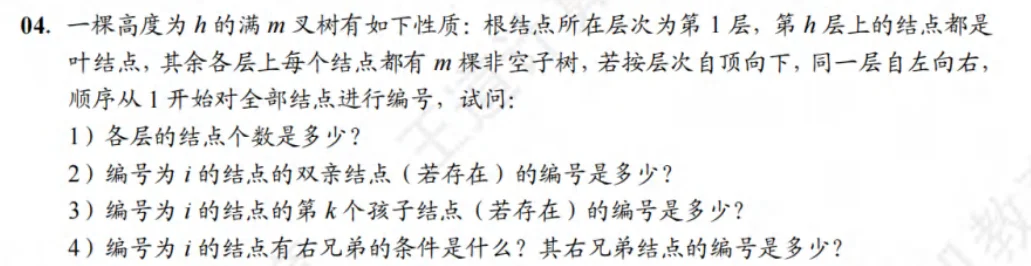 04. 一棵高度为 h 的满 m 叉树有如下性质：根结点所在层次为第 1 层，第 h 层上的结点都是
叶结点，其余各层上每个结点都有 m 棵非空子树，若按层次自顶向下，同一层自左向右，
顺序从 1 开始对全部结点进行编号，试问：
1）各层的结点个数是多少？
2）编号为 i 的结点的双亲结点（若存在）的编号是多少？
3）编号为 i 的结点的第 k 个孩子结点（若存在）的编号是多少？
4）编号为 i 的结点有右兄弟的条件是什么？其右兄弟结点的编号是多少？